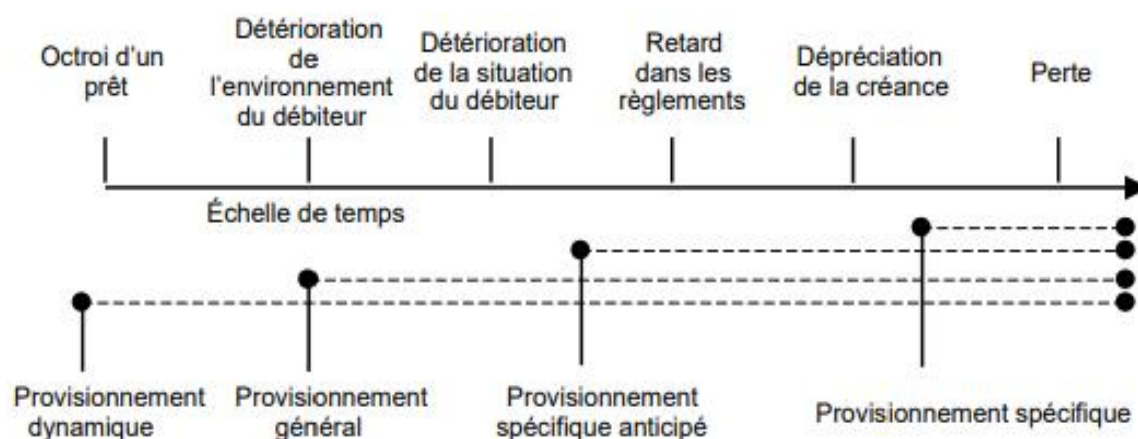 Octroi d'un
prêt
Détérioration
de
l'environnement
du débiteur
Détérioration
de la situation
du débiteur
Retard
dans les
règlements
Dépréciation
de la créance
Perte
Échelle de temps
Provisionnement
dynamique
Provisionnement
général
Provisionnement
spécifique anticipé
Provisionnement spécifique